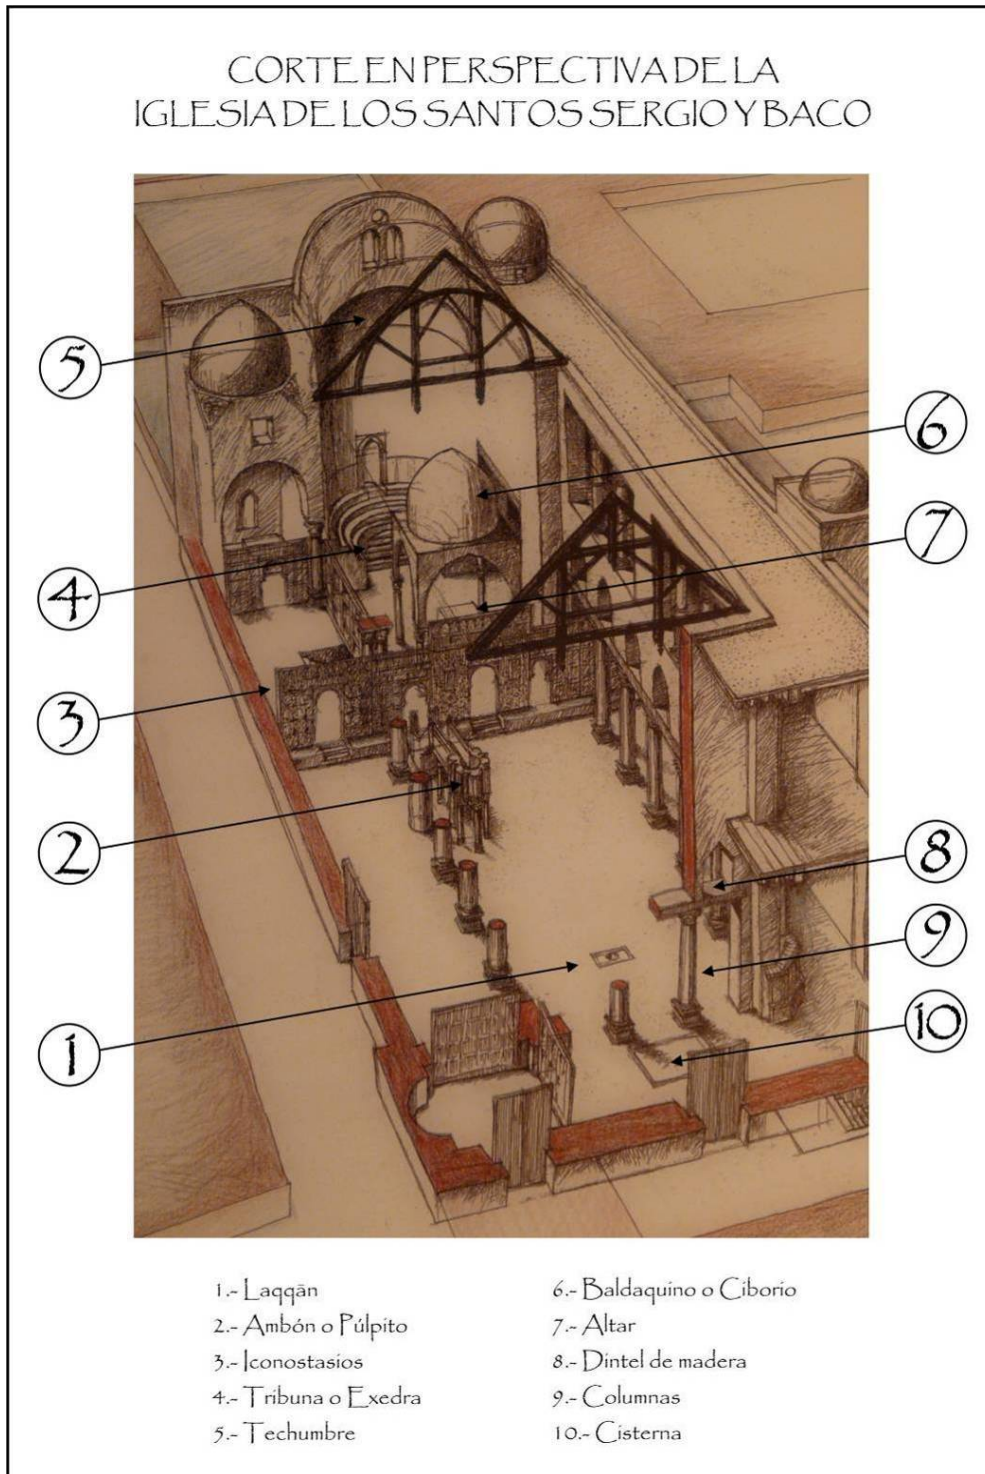 CORTE EN PERSPECTIVA DE LA
IGLESIA DE LOS SANTOS SERGIO Y BACO
5
6
7
4
3
2
8
9
10
1
1.- Laqqān
2.- Ambón o Púlpito
3.- Iconostasios
4.- Tribuna o Exedra
5.- Techumbre
6.- Baldaquino o Ciborio
7.- Altar
8.- Dintel de madera
9.- Columnas
10.- Cisterna